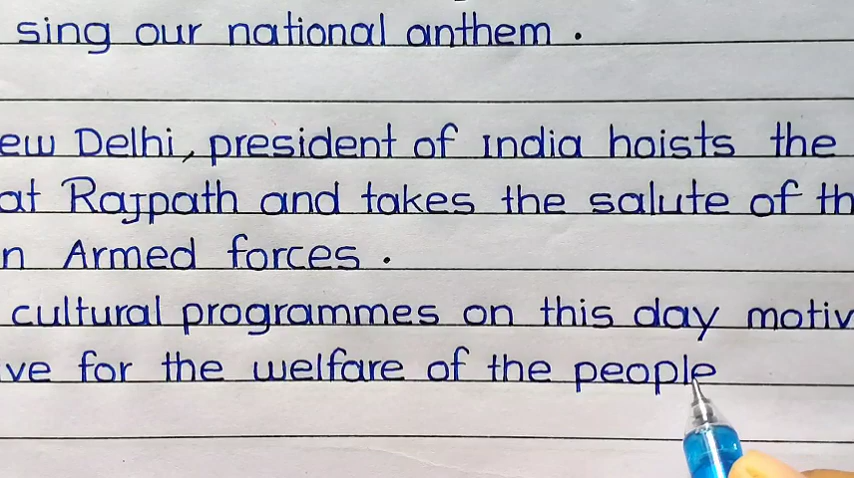 sing our national anthem .
ew Delhi, president of india hoists the
at Rajpath and takes the salute of th
n Armed forces .
cultural programmes on this day motiv
ve for the welfare of the people